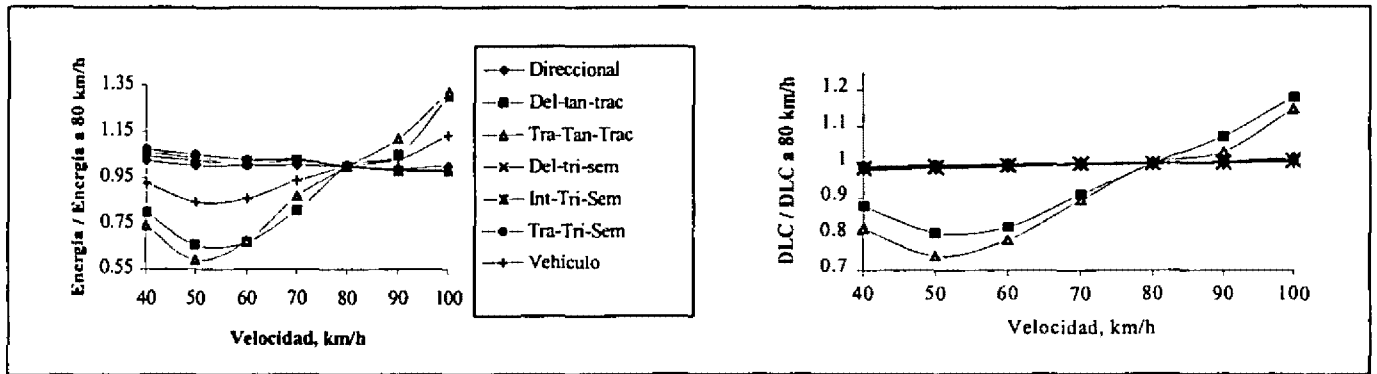 Energía / Energía a 80 km/h
1.35
1.15
0.95
0.75
0.55
40 50 60 70 80 90 100
Velocidad, km/h
Direccional
Del-tan-trac
Tra-Tan-Trac
Del-tri-sem
Int-Tri-Sem
Tra-Tri-Sem
Vehículo
DLC / DLC a 80 km/h
1.2
1.1
1
0.9
0.8
0.7
40 50 60 70 80 90 100
Velocidad, km/h